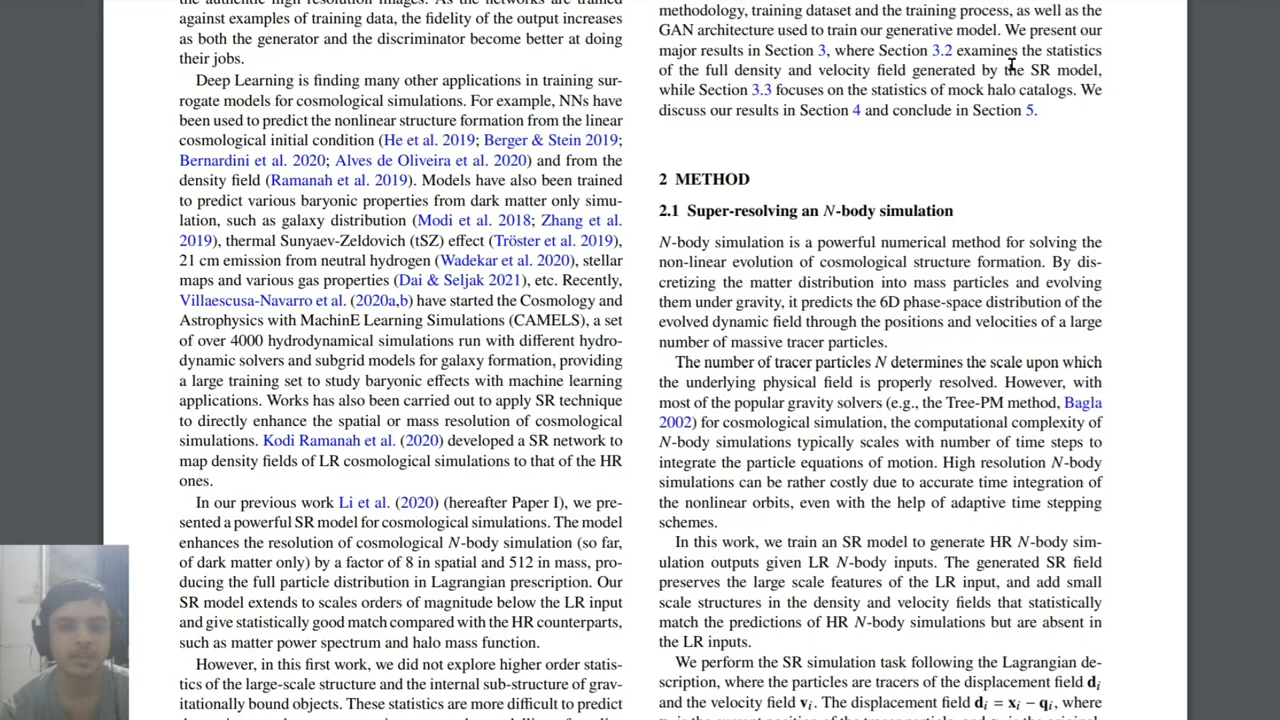 the authentic high resolution images. As the networks are trained
against examples of training data, the fidelity of the output increases
as both the generator and the discriminator become better at doing
their jobs.
Deep Learning is finding many other applications in training sur-
rogate models for cosmological simulations. For example, NNs have
been used to predict the nonlinear structure formation from the linear
cosmological initial condition (He et al. 2019; Berger & Stein 2019;
Bernardini et al. 2020; Alves de Oliveira et al. 2020) and from the
density field (Ramanah et al. 2019). Models have also been trained
to predict various baryonic properties from dark matter only simu-
lation, such as galaxy distribution (Modi et al. 2018; Zhang et al.
2019), thermal Sunyaev-Zeldovich (tSZ) effect (Tröster et al. 2019),
21 cm emission from neutral hydrogen (Wadekar et al. 2020), stellar
maps and various gas properties (Dai & Seljak 2021), etc. Recently,
Villaescusa-Navarro et al. (2020a,b) have started the Cosmology and
Astrophysics with MachinE Learning Simulations (CAMELS), a set
of over 4000 hydrodynamical simulations run with different hydro-
dynamic solvers and subgrid models for galaxy formation, providing
a large training set to study baryonic effects with machine learning
applications. Works has also been carried out to apply SR technique
to directly enhance the spatial or mass resolution of cosmological
simulations. Kodi Ramanah et al. (2020) developed a SR network to
map density fields of LR cosmological simulations to that of the HR
ones.
In our previous work Li et al. (2020) (hereafter Paper I), we pre-
sented a powerful SR model for cosmological simulations. The model
enhances the resolution of cosmological N-body simulation (so far,
of dark matter only) by a factor of 8 in spatial and 512 in mass, pro-
ducing the full particle distribution in Lagrangian prescription. Our
SR model extends to scales orders of magnitude below the LR input
and give statistically good match compared with the HR counterparts,
such as matter power spectrum and halo mass function.
However, in this first work, we did not explore higher order statis-
tics of the large-scale structure and the internal sub-structure of grav-
itationally bound objects. These statistics are more difficult to predict
methodology, training dataset and the training process, as well as the
GAN architecture used to train our generative model. We present our
major results in Section 3, where Section 3.2 examines the statistics
of the full density and velocity field generated by the SR model,
while Section 3.3 focuses on the statistics of mock halo catalogs. We
discuss our results in Section 4 and conclude in Section 5.
2 METHOD
2.1 Super-resolving an N-body simulation
N-body simulation is a powerful numerical method for solving the
non-linear evolution of cosmological structure formation. By dis-
cretizing the matter distribution into mass particles and evolving
them under gravity, it predicts the 6D phase-space distribution of the
evolved dynamic field through the positions and velocities of a large
number of massive tracer particles.
The number of tracer particles N determines the scale upon which
the underlying physical field is properly resolved. However, with
most of the popular gravity solvers (e.g., the Tree-PM method, Bagla
2002) for cosmological simulation, the computational complexity of
N-body simulations typically scales with number of time steps to
integrate the particle equations of motion. High resolution N-body
simulations can be rather costly due to accurate time integration of
the nonlinear orbits, even with the help of adaptive time stepping
schemes.
In this work, we train an SR model to generate HR N-body sim-
ulation outputs given LR N-body inputs. The generated SR field
preserves the large scale features of the LR input, and add small
scale structures in the density and velocity fields that statistically
match the predictions of HR N-body simulations but are absent in
the LR inputs.
We perform the SR simulation task following the Lagrangian de-
scription, where the particles are tracers of the displacement field dᵢ
and the velocity field vᵢ. The displacement field dᵢ = xᵢ − qᵢ, where